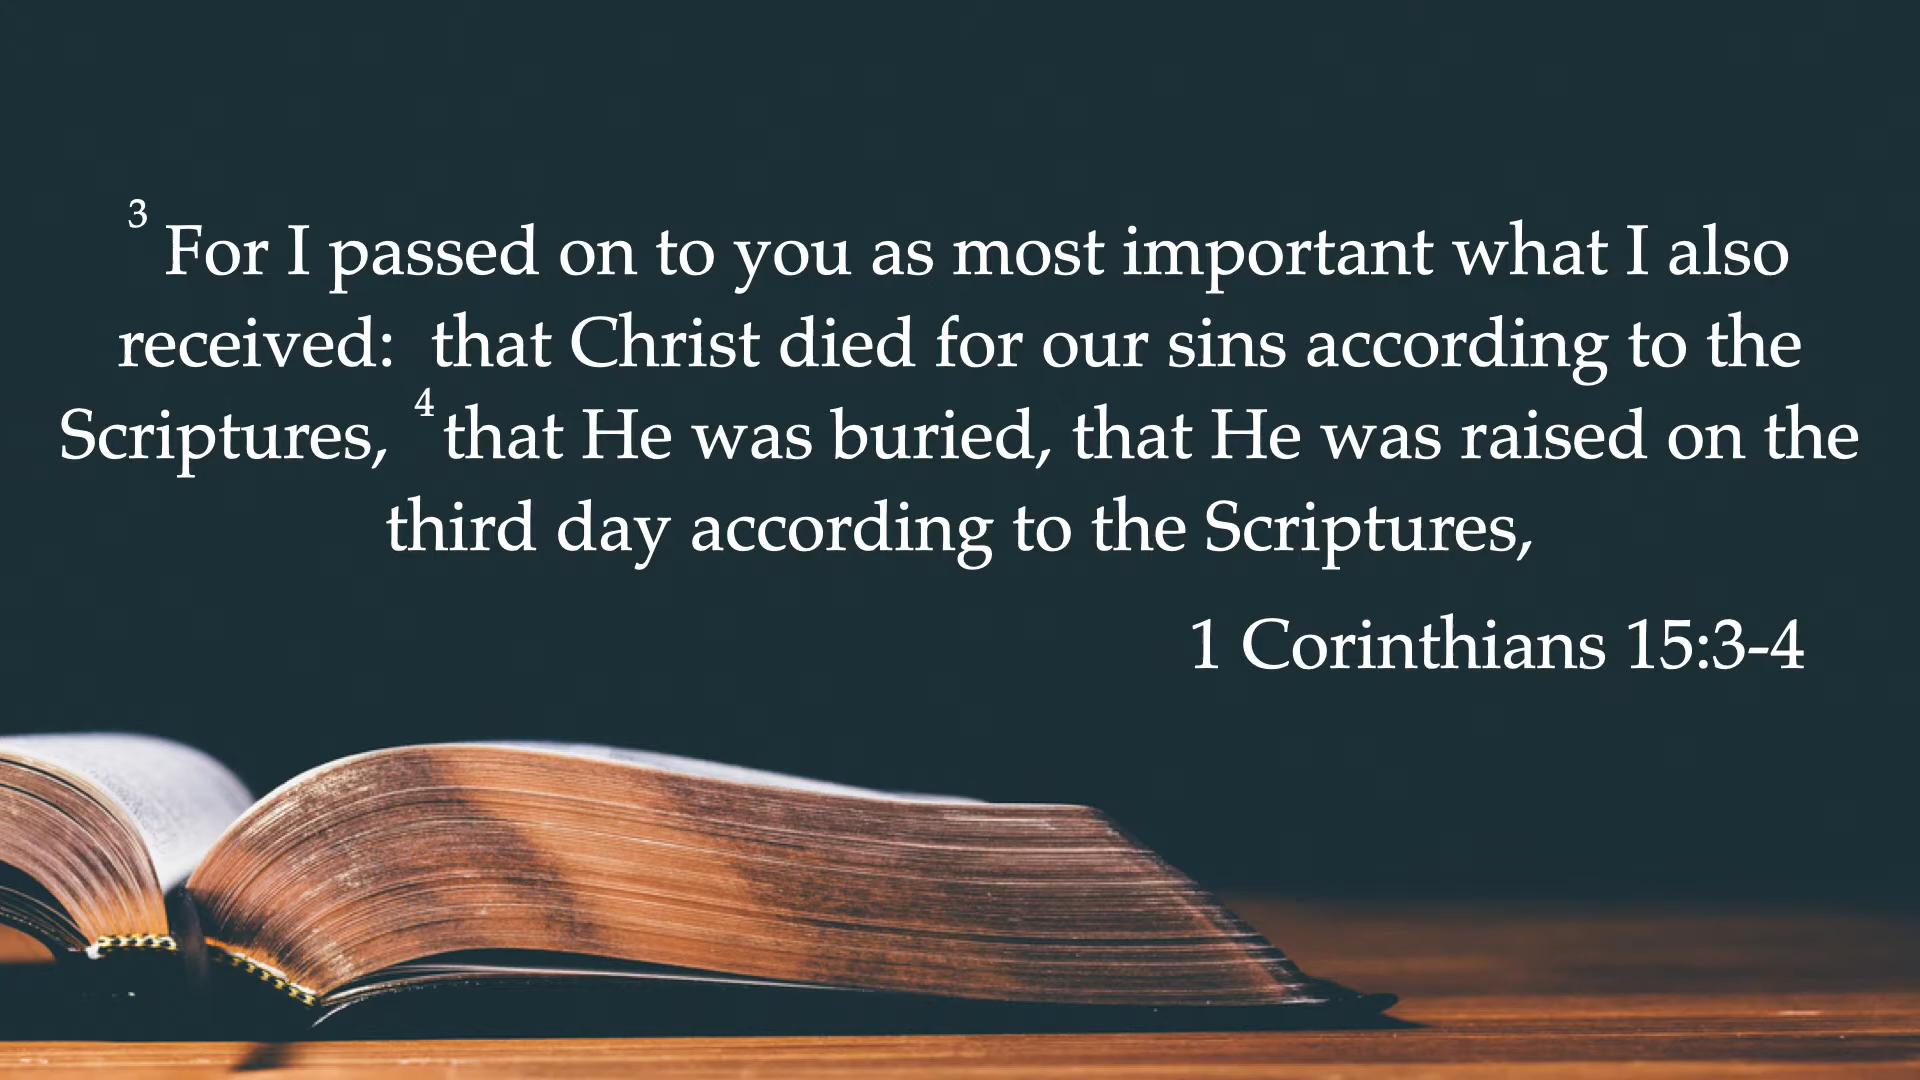 3 For I passed on to you as most important what I also
received:  that Christ died for our sins according to the
Scriptures, 4 that He was buried, that He was raised on the
third day according to the Scriptures,
1 Corinthians 15:3-4